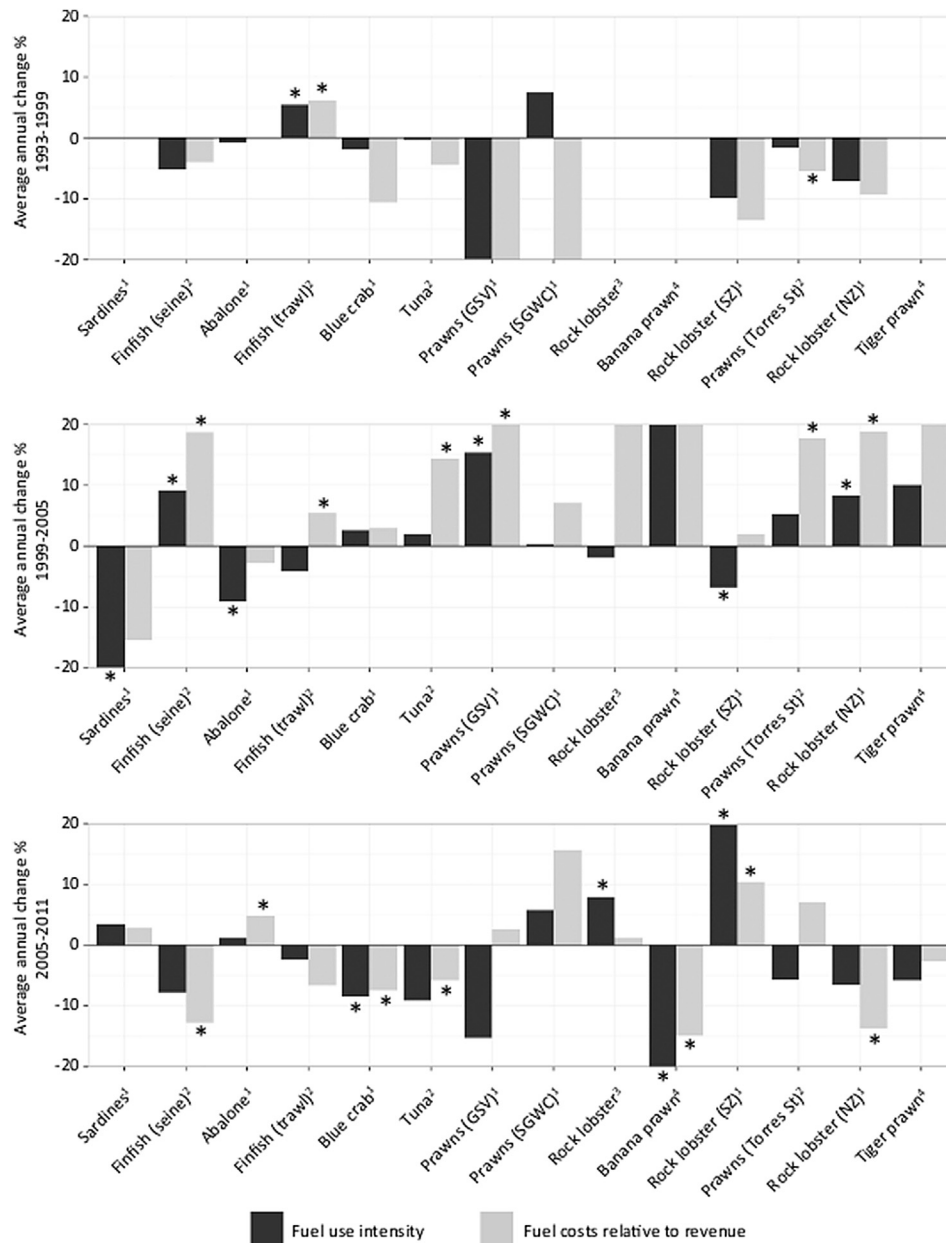 20
10
0
-10
-20
Average annual change %
1993-1999
*
*
*
Sardines¹
Finfish (seine)²
Abalone¹
Finfish (trawl)²
Blue crab¹
Tuna²
Prawns (GSV)¹
Prawns (SGWC)¹
Rock lobster³
Banana prawn⁴
Rock lobster (SZ)¹
Prawns (Torres St)²
Rock lobster (NZ)¹
Tiger prawn⁴
20
10
0
-10
-20
Average annual change %
1999-2005
*
*
*
*
*
*
*
*
*
*
*
*
Sardines¹
Finfish (seine)²
Abalone¹
Finfish (trawl)²
Blue crab¹
Tuna²
Prawns (GSV)¹
Prawns (SGWC)¹
Rock lobster³
Banana prawn⁴
Rock lobster (SZ)¹
Prawns (Torres St)²
Rock lobster (NZ)¹
Tiger prawn⁴
20
10
0
-10
-20
Average annual change %
2005-2011
*
*
*
*
*
*
*
*
*
*
*
Sardines¹
Finfish (seine)²
Abalone¹
Finfish (trawl)²
Blue crab¹
Tuna²
Prawns (GSV)¹
Prawns (SGWC)¹
Rock lobster³
Banana prawn⁴
Rock lobster (SZ)¹
Prawns (Torres St)²
Rock lobster (NZ)¹
Tiger prawn⁴
Fuel use intensity
Fuel costs relative to revenue